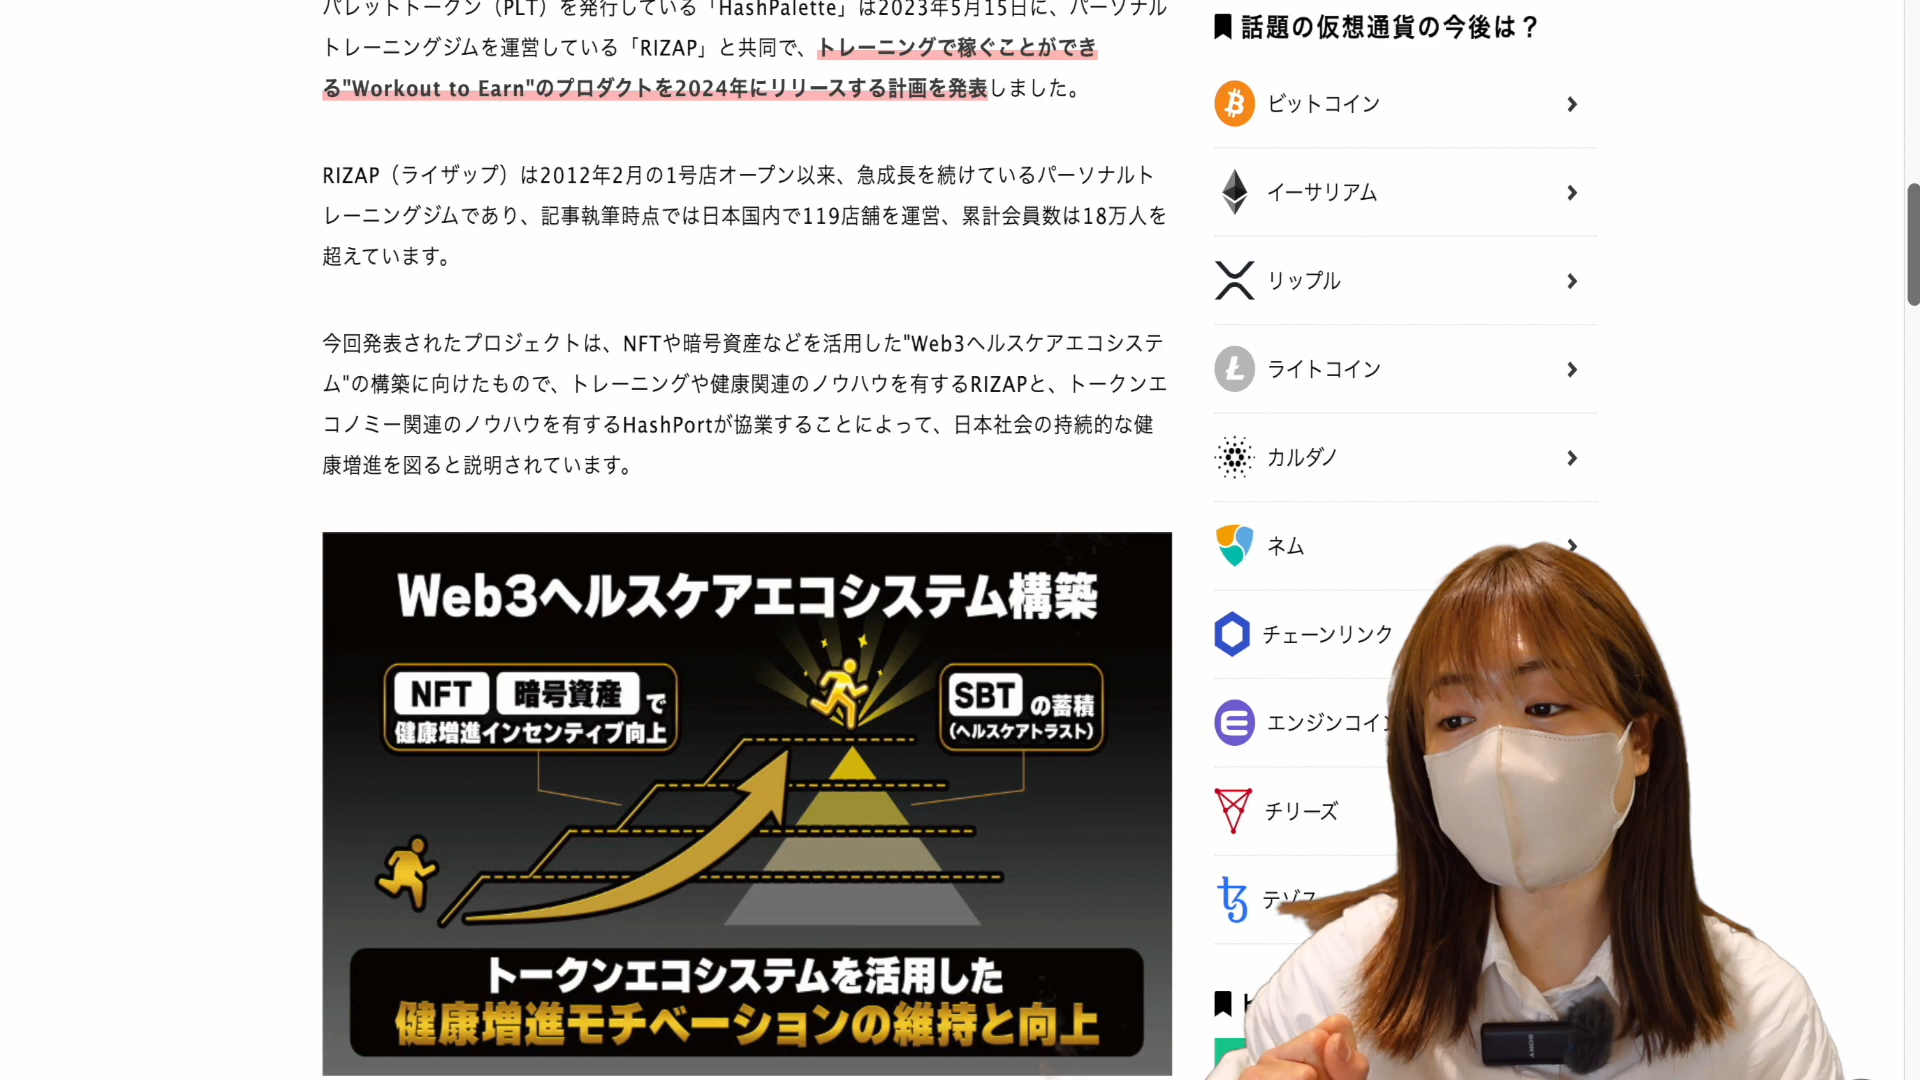 パレットトークン（PLT）を発行している「HashPalette」は2023年5月15日に、パーソナル
トレーニングジムを運営している「RIZAP」と共同で、トレーニングで稼ぐことができ
る"Workout to Earn"のプロダクトを2024年にリリースする計画を発表しました。
RIZAP（ライザップ）は2012年2月の1号店オープン以来、急成長を続けているパーソナルト
レーニングジムであり、記事執筆時点では日本国内で119店舗を運営、累計会員数は18万人を
超えています。
今回発表されたプロジェクトは、NFTや暗号資産などを活用した"Web3ヘルスケアエコシステ
ム"の構築に向けたもので、トレーニングや健康関連のノウハウを有するRIZAPと、トークンエ
コノミー関連のノウハウを有するHashPortが協業することによって、日本社会の持続的な健
康増進を図ると説明されています。
Web3ヘルスケアエコシステム構築
NFT 暗号資産 で
健康増進インセンティブ向上
SBT の蓄積
(ヘルスケアトラスト)
トークンエコシステムを活用した
健康増進モチベーションの維持と向上
話題の仮想通貨の今後は？
ビットコイン
イーサリアム
リップル
ライトコイン
カルダノ
ネム
チェーンリンク
エンジンコイン
チリーズ
テゾス
SONY